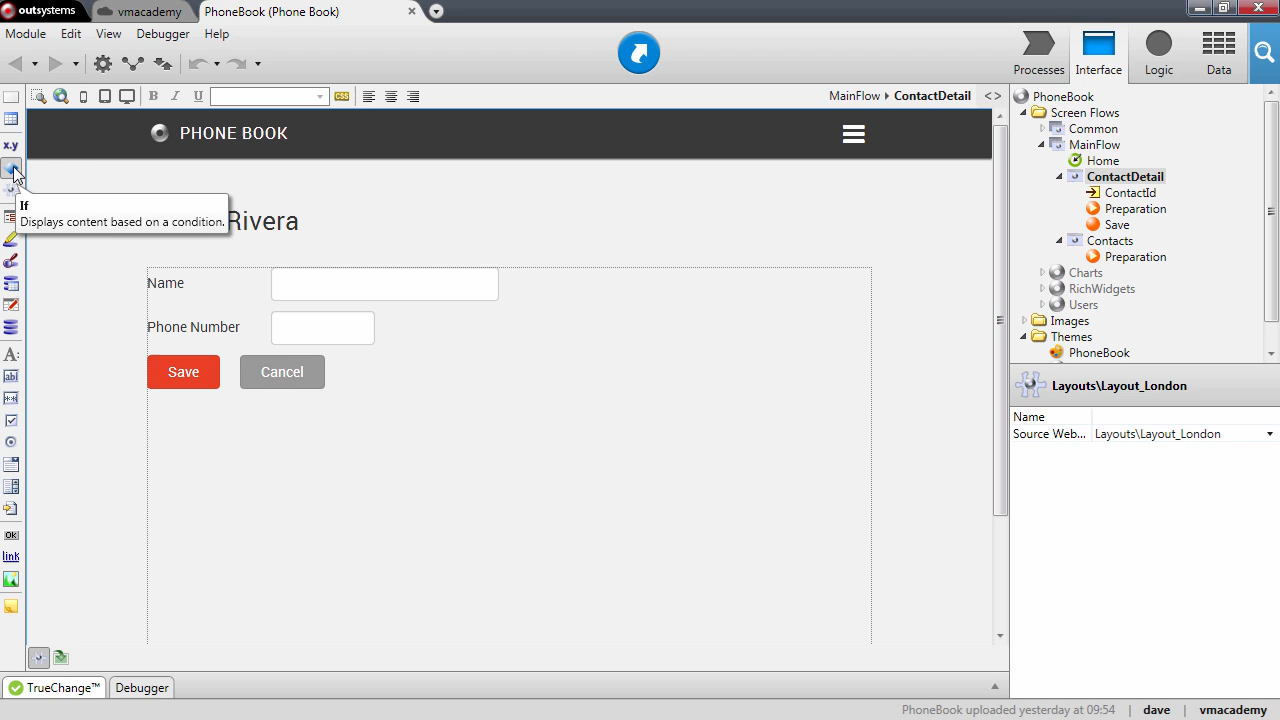 outsystems
vmacademy
PhoneBook (Phone Book)
Module Edit View Debugger Help
Processes Interface Logic Data
B I U
CSS
MainFlow ContactDetail <>
x.y
PHONE BOOK
If
Displays content based on a condition.
Rivera
Name
Phone Number
Save Cancel
A
ab
OK
link
PhoneBook
Screen Flows
Common
MainFlow
Home
ContactDetail
ContactId
Preparation
Save
Contacts
Preparation
Charts
RichWidgets
Users
Images
Themes
PhoneBook
Layouts\Layout_London
Name
Source Web... Layouts\Layout_London
TrueChange™ Debugger
PhoneBook uploaded yesterday at 09:54 | dave | vmacademy